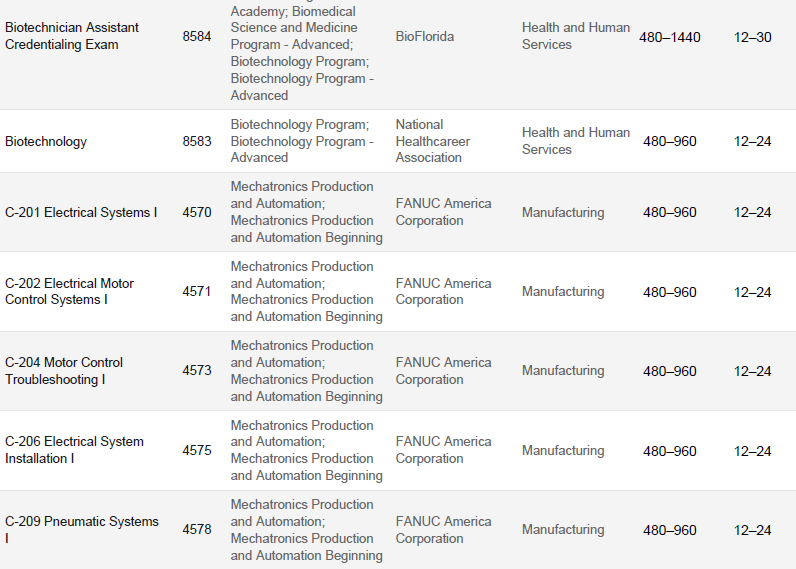 Academy; Biomedical
Biotechnician Assistant
Credentialing Exam
8584
Science and Medicine
Program - Advanced;
Biotechnology Program;
Biotechnology Program -
Advanced
BioFlorida
Health and Human
Services
480–1440
12–30
Biotechnology
8583
Biotechnology Program;
Biotechnology Program -
Advanced
National
Healthcareer
Association
Health and Human
Services
480–960
12–24
C-201 Electrical Systems I
4570
Mechatronics Production
and Automation;
Mechatronics Production
and Automation Beginning
FANUC America
Corporation
Manufacturing
480–960
12–24
C-202 Electrical Motor
Control Systems I
4571
Mechatronics Production
and Automation;
Mechatronics Production
and Automation Beginning
FANUC America
Corporation
Manufacturing
480–960
12–24
C-204 Motor Control
Troubleshooting I
4573
Mechatronics Production
and Automation;
Mechatronics Production
and Automation Beginning
FANUC America
Corporation
Manufacturing
480–960
12–24
C-206 Electrical System
Installation I
4575
Mechatronics Production
and Automation;
Mechatronics Production
and Automation Beginning
FANUC America
Corporation
Manufacturing
480–960
12–24
C-209 Pneumatic Systems
I
4578
Mechatronics Production
and Automation;
Mechatronics Production
and Automation Beginning
FANUC America
Corporation
Manufacturing
480–960
12–24